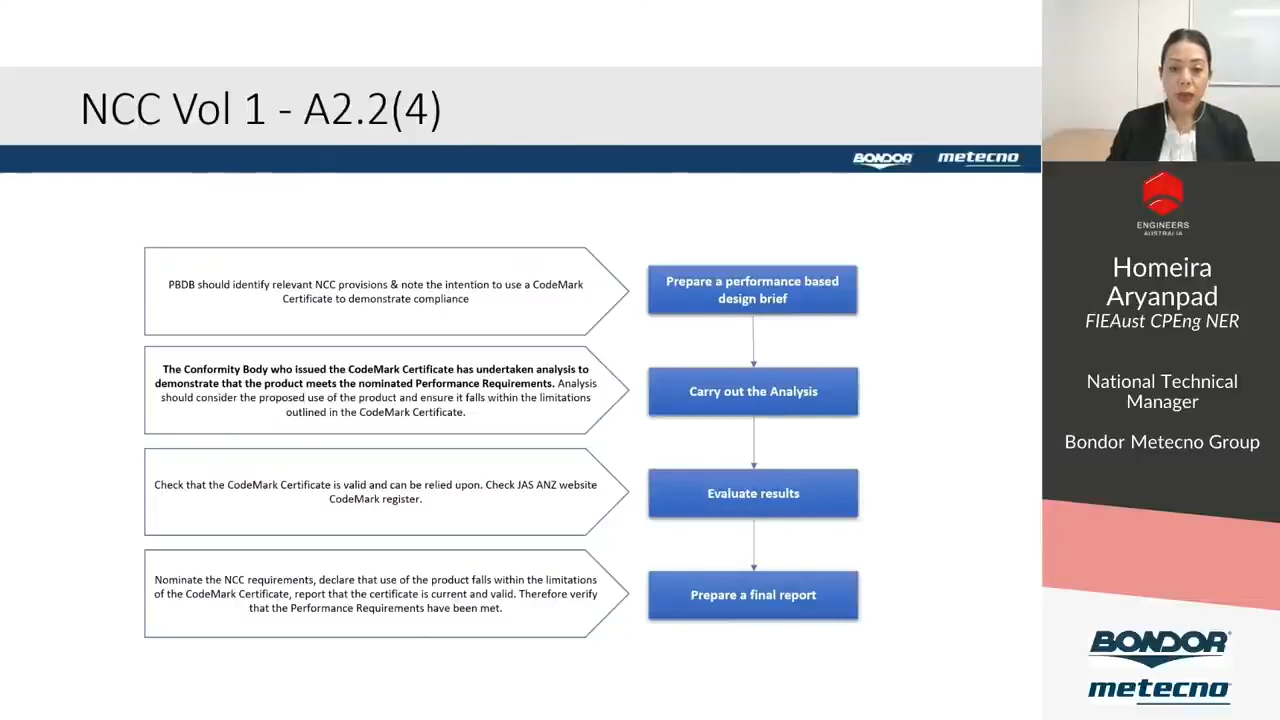 NCC Vol 1 - A2.2(4)
BONDOR metecno
PBDB should identify relevant NCC provisions & note the intention to use a CodeMark
Certificate to demonstrate compliance
Prepare a performance based
design brief
The Conformity Body who issued the CodeMark Certificate has undertaken analysis to
demonstrate that the product meets the nominated Performance Requirements. Analysis
should consider the proposed use of the product and ensure it falls within the limitations
outlined in the CodeMark Certificate.
Carry out the Analysis
Check that the CodeMark Certificate is valid and can be relied upon. Check JAS ANZ website
CodeMark register.
Evaluate results
Nominate the NCC requirements, declare that use of the product falls within the limitations
of the CodeMark Certificate, report that the certificate is current and valid. Therefore verify
that the Performance Requirements have been met.
Prepare a final report
ENGINEERS
AUSTRALIA
Homeira
Aryanpad
FIEAust CPEng NER
National Technical
Manager
Bondor Metecno Group
BONDOR
metecno